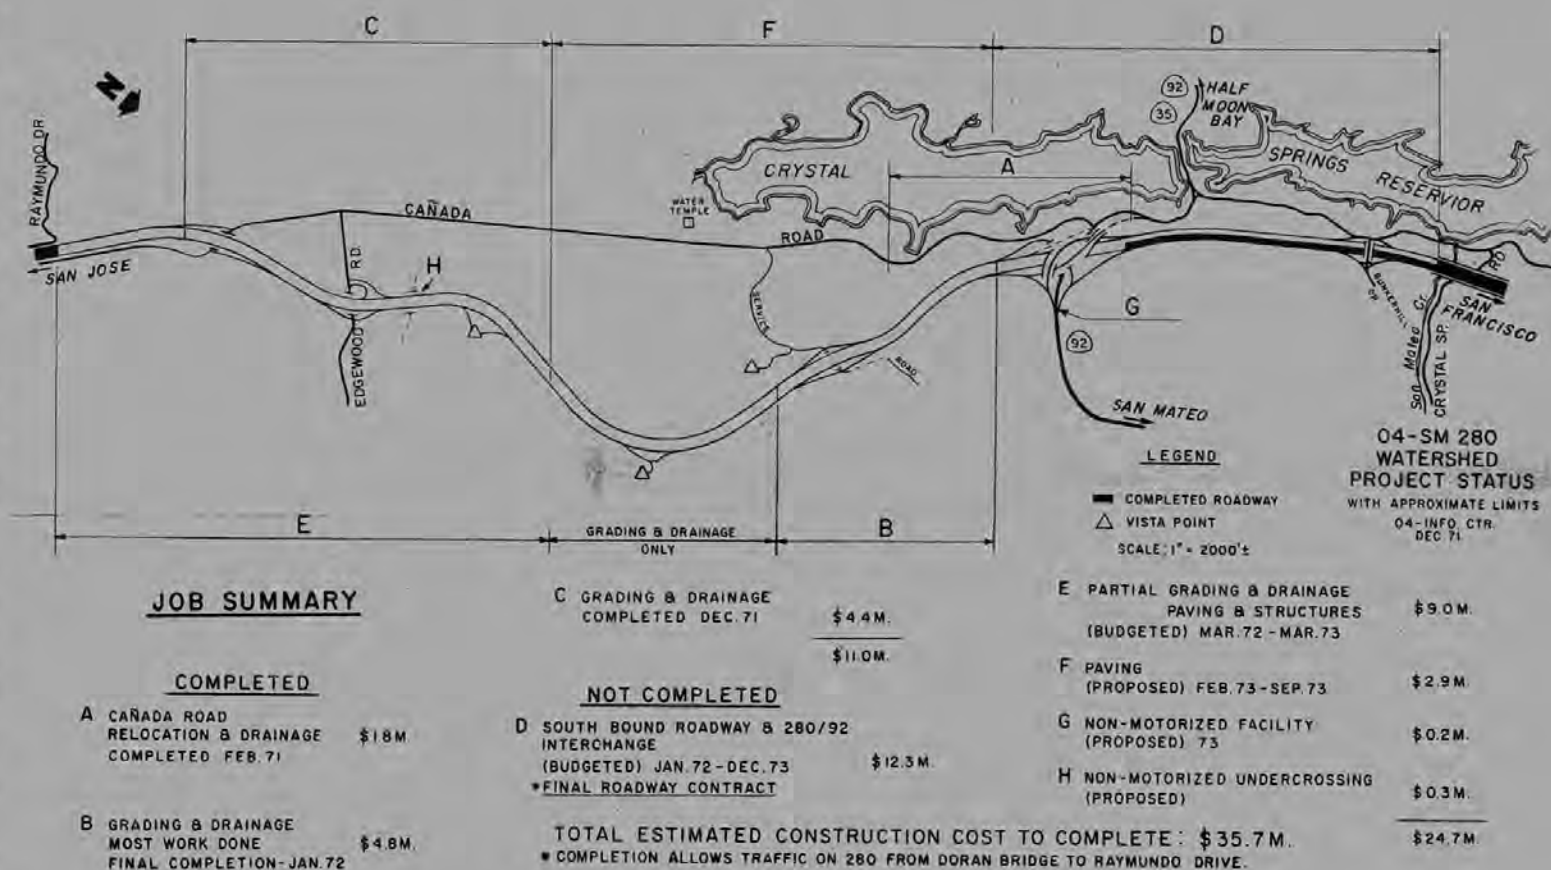 C
F
D
N
RAYMUNDO DR.
SAN JOSE
CAÑADA
ROAD
RD.
EDGEWOOD
H
WATER
TEMPLE
SERVICE
ROAD
CRYSTAL
A
92
35
HALF
MOON
BAY
SPRINGS
RESERVIOR
G
92
SAN MATEO
BUNKERHILL
DR.
RD.
San Mateo Cr.
CRYSTAL SP.
SAN
FRANCISCO
E
GRADING & DRAINAGE
ONLY
B
LEGEND
COMPLETED ROADWAY
VISTA POINT
SCALE; 1" = 2000'±
04-SM 280
WATERSHED
PROJECT STATUS
WITH APPROXIMATE LIMITS
04-INFO. CTR.
DEC. 71
JOB SUMMARY
COMPLETED
A CAÑADA ROAD
RELOCATION & DRAINAGE $1.8M
COMPLETED FEB. 71
B GRADING & DRAINAGE
MOST WORK DONE $4.8M.
FINAL COMPLETION-JAN. 72
C GRADING & DRAINAGE
COMPLETED DEC. 71 $4.4M.
$11.0M.
NOT COMPLETED
D SOUTH BOUND ROADWAY & 280/92
INTERCHANGE
(BUDGETED) JAN. 72-DEC. 73 $12.3M.
*FINAL ROADWAY CONTRACT
E PARTIAL GRADING & DRAINAGE
PAVING & STRUCTURES $9.0M.
(BUDGETED) MAR. 72-MAR. 73
F PAVING
(PROPOSED) FEB. 73-SEP. 73 $2.9M.
G NON-MOTORIZED FACILITY
(PROPOSED) 73 $0.2M.
H NON-MOTORIZED UNDERCROSSING
(PROPOSED) $0.3M.
$24.7M.
TOTAL ESTIMATED CONSTRUCTION COST TO COMPLETE: $35.7M.
* COMPLETION ALLOWS TRAFFIC ON 280 FROM DORAN BRIDGE TO RAYMUNDO DRIVE.